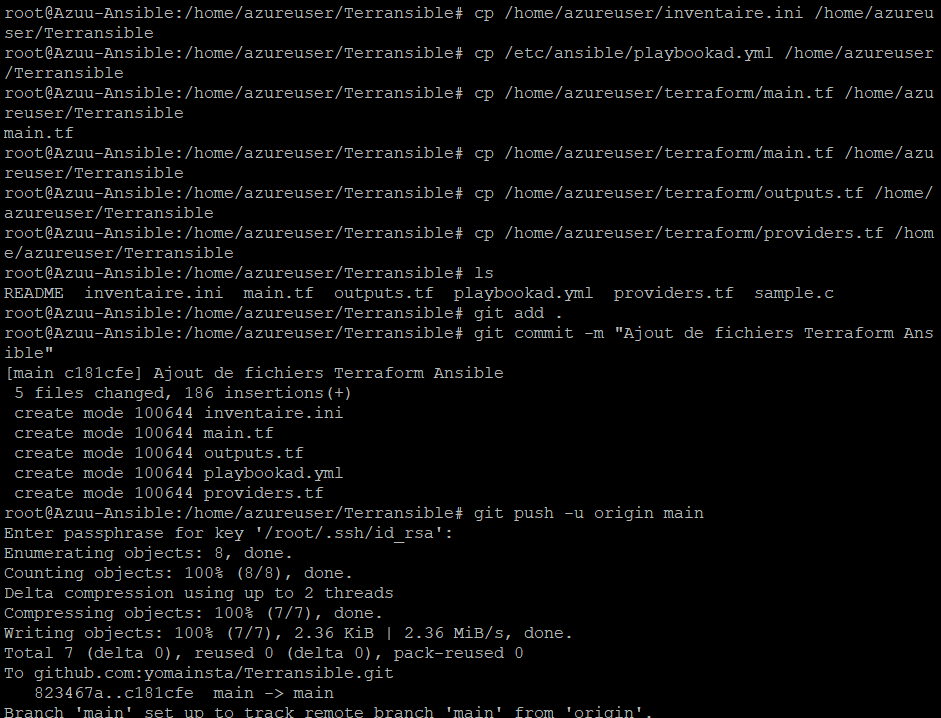 root@Azuu-Ansible:/home/azureuser/Terransible# cp /home/azureuser/inventaire.ini /home/azureu
ser/Terransible
root@Azuu-Ansible:/home/azureuser/Terransible# cp /etc/ansible/playbookad.yml /home/azureuser
/Terransible
root@Azuu-Ansible:/home/azureuser/Terransible# cp /home/azureuser/terraform/main.tf /home/azu
reuser/Terransible
main.tf
root@Azuu-Ansible:/home/azureuser/Terransible# cp /home/azureuser/terraform/main.tf /home/azu
reuser/Terransible
root@Azuu-Ansible:/home/azureuser/Terransible# cp /home/azureuser/terraform/outputs.tf /home/
azureuser/Terransible
root@Azuu-Ansible:/home/azureuser/Terransible# cp /home/azureuser/terraform/providers.tf /hom
e/azureuser/Terransible
root@Azuu-Ansible:/home/azureuser/Terransible# ls
README  inventaire.ini  main.tf  outputs.tf  playbookad.yml  providers.tf  sample.c
root@Azuu-Ansible:/home/azureuser/Terransible# git add .
root@Azuu-Ansible:/home/azureuser/Terransible# git commit -m "Ajout de fichiers Terraform Ans
ible"
[main c181cfe] Ajout de fichiers Terraform Ansible
 5 files changed, 186 insertions(+)
 create mode 100644 inventaire.ini
 create mode 100644 main.tf
 create mode 100644 outputs.tf
 create mode 100644 playbookad.yml
 create mode 100644 providers.tf
root@Azuu-Ansible:/home/azureuser/Terransible# git push -u origin main
Enter passphrase for key '/root/.ssh/id_rsa':
Enumerating objects: 8, done.
Counting objects: 100% (8/8), done.
Delta compression using up to 2 threads
Compressing objects: 100% (7/7), done.
Writing objects: 100% (7/7), 2.36 KiB | 2.36 MiB/s, done.
Total 7 (delta 0), reused 0 (delta 0), pack-reused 0
To github.com:yomainsta/Terransible.git
   823467a..c181cfe  main -> main
Branch 'main' set up to track remote branch 'main' from 'origin'.